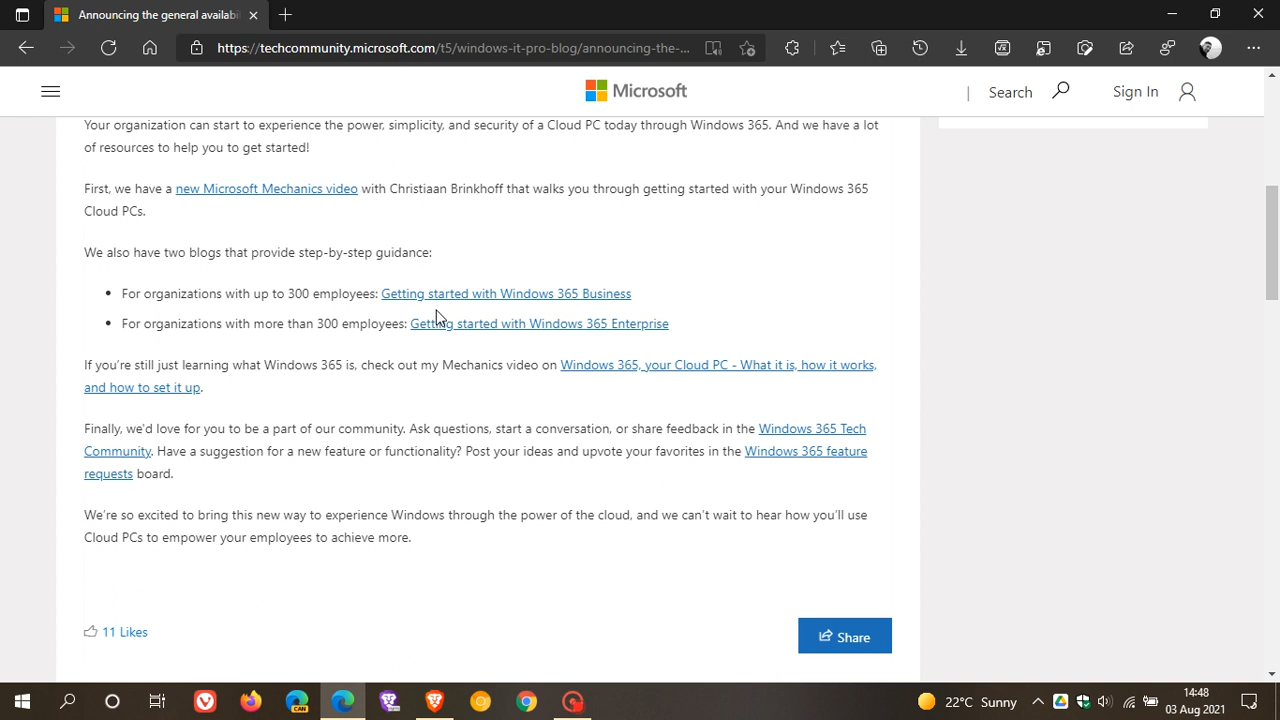 Announcing the general availabi
https://techcommunity.microsoft.com/t5/windows-it-pro-blog/announcing-the-...
Microsoft
| Search
Sign In
Your organization can start to experience the power, simplicity, and security of a Cloud PC today through Windows 365. And we have a lot
of resources to help you to get started!
First, we have a new Microsoft Mechanics video with Christiaan Brinkhoff that walks you through getting started with your Windows 365
Cloud PCs.
We also have two blogs that provide step-by-step guidance:
• For organizations with up to 300 employees: Getting started with Windows 365 Business
• For organizations with more than 300 employees: Getting started with Windows 365 Enterprise
If you're still just learning what Windows 365 is, check out my Mechanics video on Windows 365, your Cloud PC - What it is, how it works,
and how to set it up.
Finally, we'd love for you to be a part of our community. Ask questions, start a conversation, or share feedback in the Windows 365 Tech
Community. Have a suggestion for a new feature or functionality? Post your ideas and upvote your favorites in the Windows 365 feature
requests board.
We're so excited to bring this new way to experience Windows through the power of the cloud, and we can't wait to hear how you'll use
Cloud PCs to empower your employees to achieve more.
11 Likes
Share
CAN
22°C Sunny
14:48
03 Aug 2021